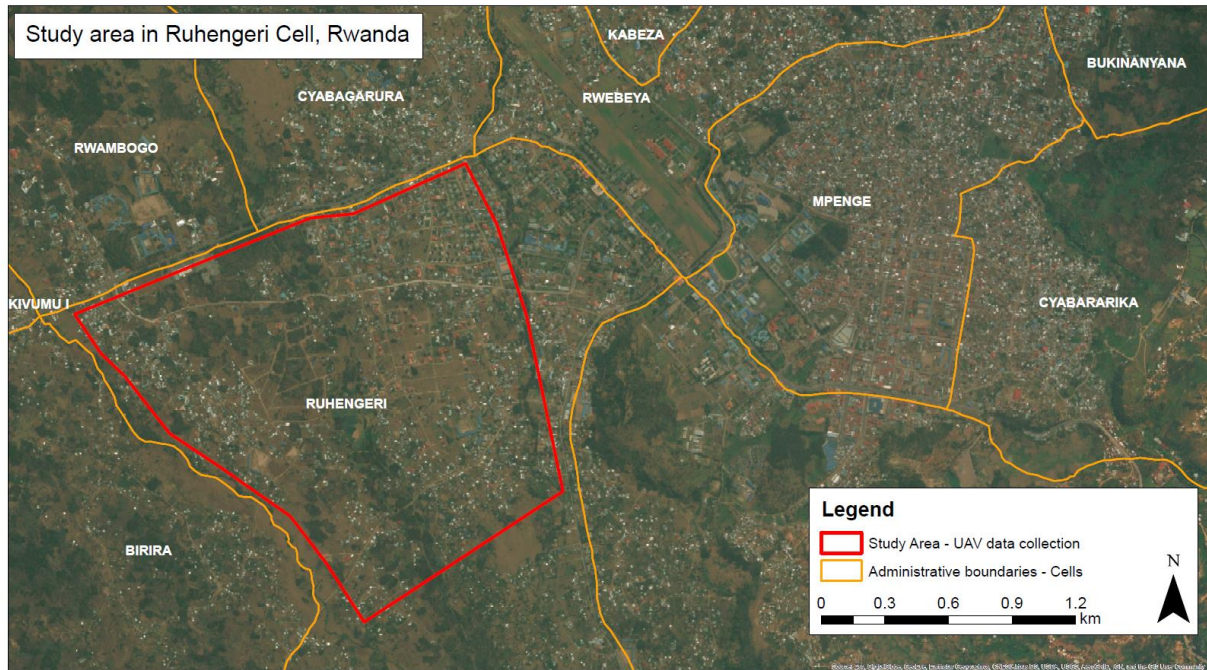 Study area in Ruhengeri Cell, Rwanda
KABEZA
BUKINANYANA
CYABAGARURA
RWEBEYA
RWAMBOGO
MPENGE
KIVUMU I
CYABARARIKA
RUHENGERI
BIRIRA
Legend
Study Area - UAV data collection
Administrative boundaries - Cells
N
0 0.3 0.6 0.9 1.2
km